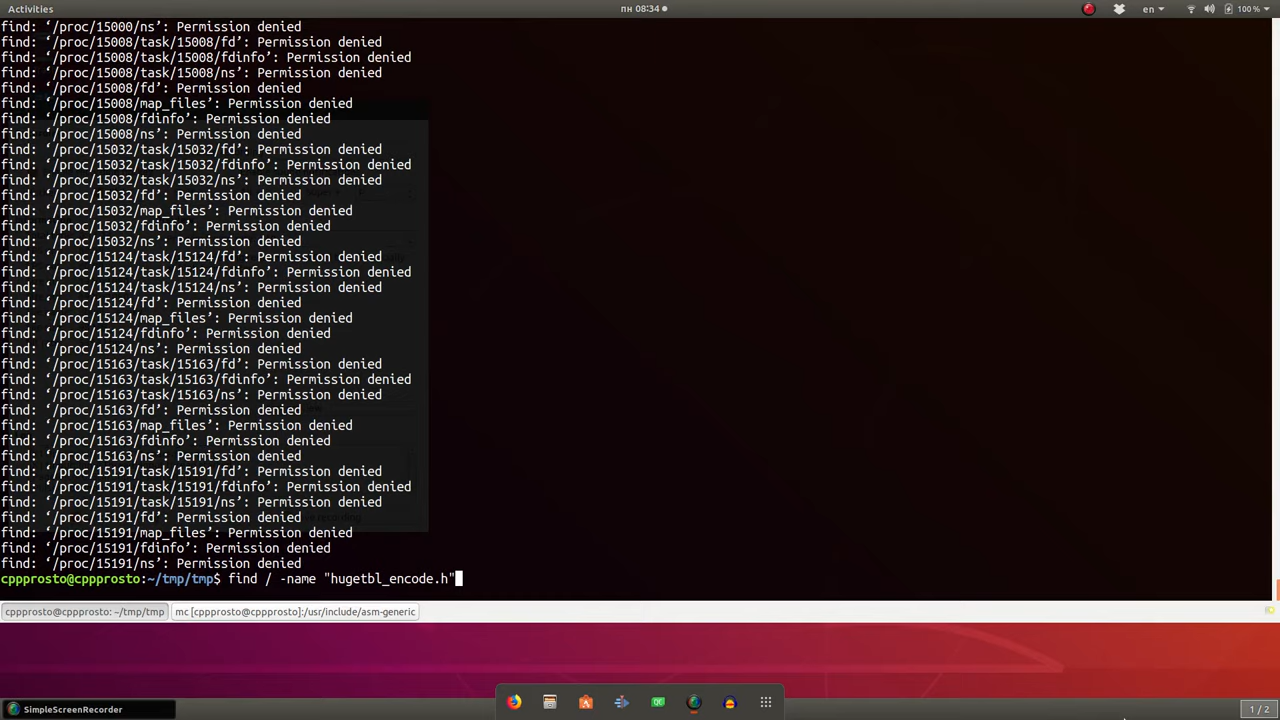 Activities
пн 08:34
en
100 %
find: ‘/proc/15000/ns’: Permission denied
find: ‘/proc/15008/task/15008/fd’: Permission denied
find: ‘/proc/15008/task/15008/fdinfo’: Permission denied
find: ‘/proc/15008/task/15008/ns’: Permission denied
find: ‘/proc/15008/fd’: Permission denied
find: ‘/proc/15008/map_files’: Permission denied
find: ‘/proc/15008/fdinfo’: Permission denied
find: ‘/proc/15008/ns’: Permission denied
find: ‘/proc/15032/task/15032/fd’: Permission denied
find: ‘/proc/15032/task/15032/fdinfo’: Permission denied
find: ‘/proc/15032/task/15032/ns’: Permission denied
find: ‘/proc/15032/fd’: Permission denied
find: ‘/proc/15032/map_files’: Permission denied
find: ‘/proc/15032/fdinfo’: Permission denied
find: ‘/proc/15032/ns’: Permission denied
find: ‘/proc/15124/task/15124/fd’: Permission denied
find: ‘/proc/15124/task/15124/fdinfo’: Permission denied
find: ‘/proc/15124/task/15124/ns’: Permission denied
find: ‘/proc/15124/fd’: Permission denied
find: ‘/proc/15124/map_files’: Permission denied
find: ‘/proc/15124/fdinfo’: Permission denied
find: ‘/proc/15124/ns’: Permission denied
find: ‘/proc/15163/task/15163/fd’: Permission denied
find: ‘/proc/15163/task/15163/fdinfo’: Permission denied
find: ‘/proc/15163/task/15163/ns’: Permission denied
find: ‘/proc/15163/fd’: Permission denied
find: ‘/proc/15163/map_files’: Permission denied
find: ‘/proc/15163/fdinfo’: Permission denied
find: ‘/proc/15163/ns’: Permission denied
find: ‘/proc/15191/task/15191/fd’: Permission denied
find: ‘/proc/15191/task/15191/fdinfo’: Permission denied
find: ‘/proc/15191/task/15191/ns’: Permission denied
find: ‘/proc/15191/fd’: Permission denied
find: ‘/proc/15191/map_files’: Permission denied
find: ‘/proc/15191/fdinfo’: Permission denied
find: ‘/proc/15191/ns’: Permission denied
cppprosto@cppprosto:~/tmp/tmp$ find / -name "hugetbl_encode.h"
cppprosto@cppprosto: ~/tmp/tmp
mc [cppprosto@cppprosto]:/usr/include/asm-generic
SimpleScreenRecorder
1 / 2